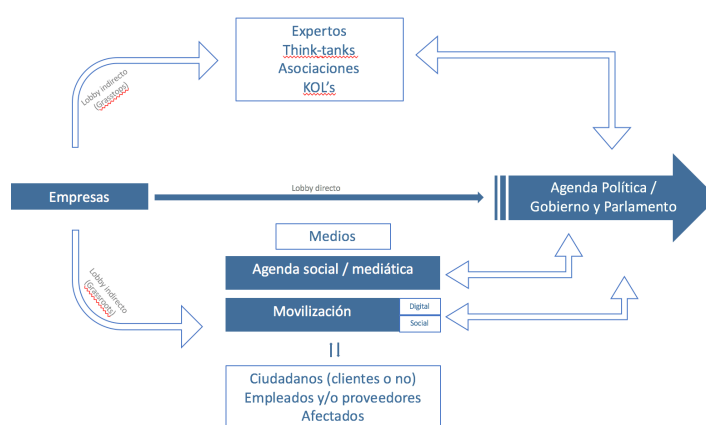 Expertos
Think-tanks
Asociaciones
KOL's
Lobby indirecto
(Grasstops)
Empresas
Lobby directo
Agenda Política /
Gobierno y Parlamento
Medios
Agenda social / mediática
Lobby indirecto
(Grassroots)
Movilización
Digital
Social
Ciudadanos (clientes o no)
Empleados y/o proveedores
Afectados